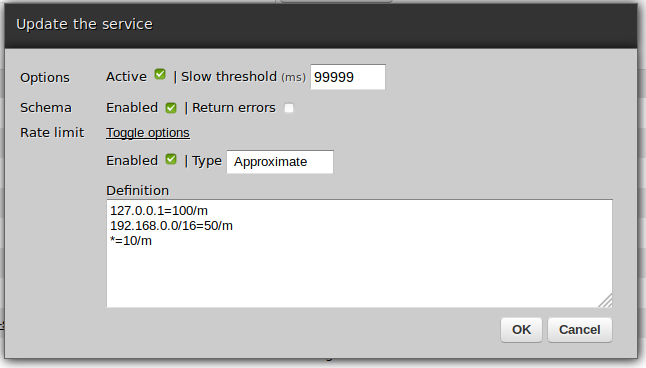 Update the service
Options Active | Slow threshold (ms) 99999
Schema Enabled | Return errors
Rate limit Toggle options
Enabled | Type Approximate
Definition
127.0.0.1=100/m
192.168.0.0/16=50/m
*=10/m
OK Cancel